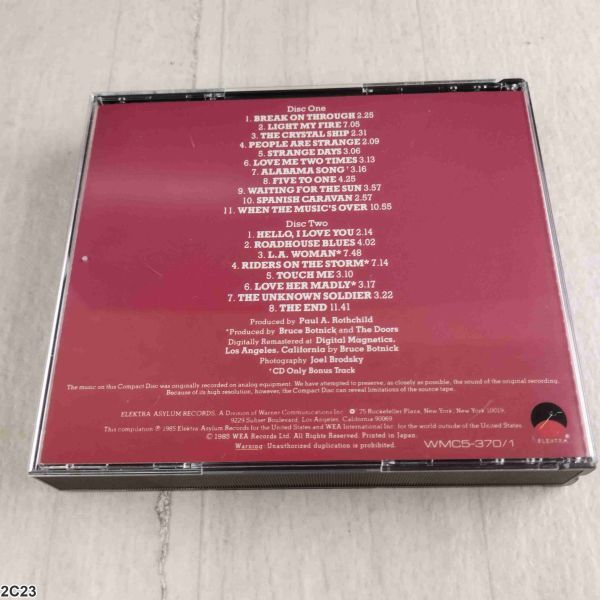 Disc One
1. BREAK ON THROUGH 2.25
2. LIGHT MY FIRE 7.05
3. THE CRYSTAL SHIP 2.31
4. PEOPLE ARE STRANGE 2.09
5. STRANGE DAYS 3.06
6. LOVE ME TWO TIMES 3.13
7. ALABAMA SONG ' 3.16
8. FIVE TO ONE 4.25
9. WAITING FOR THE SUN 3.57
10. SPANISH CARAVAN 2.57
11. WHEN THE MUSIC'S OVER 10.55
Disc Two
1. HELLO, I LOVE YOU 2.14
2. ROADHOUSE BLUES 4.02
3. L.A. WOMAN* 7.48
4. RIDERS ON THE STORM* 7.14
5. TOUCH ME 3.10
6. LOVE HER MADLY* 3.17
7. THE UNKNOWN SOLDIER 3.22
8. THE END 11.41
Produced by Paul A. Rothchild
*Produced by Bruce Botnick and The Doors
Digitally Remastered at Digital Magnetics,
Los Angeles, California by Bruce Botnick
Photography Joel Brodsky
*CD Only Bonus Track
The music on this Compact Disc was originally recorded on analog equipment. We have attempted to preserve, as closely as possible, the sound of the original recording.
Because of its high resolution, however, the Compact Disc can reveal limitations of the source tape.
ELEKTRA ASYLUM RECORDS. A Division of Warner Communications Inc. 75 Rockefeller Plaza, New York, New York 10019.
9229 Sunset Boulevard, Los Angeles, California 90069
This compilation ℗ 1985 Elektra Asylum Records for the United States and WEA International Inc. for the world outside of the United States.
© 1985 WEA Records Ltd. All Rights Reserved. Printed in Japan.
Warning: Unauthorized duplication is prohibited.
WMC5-370/1
ELEKTRA
2C23